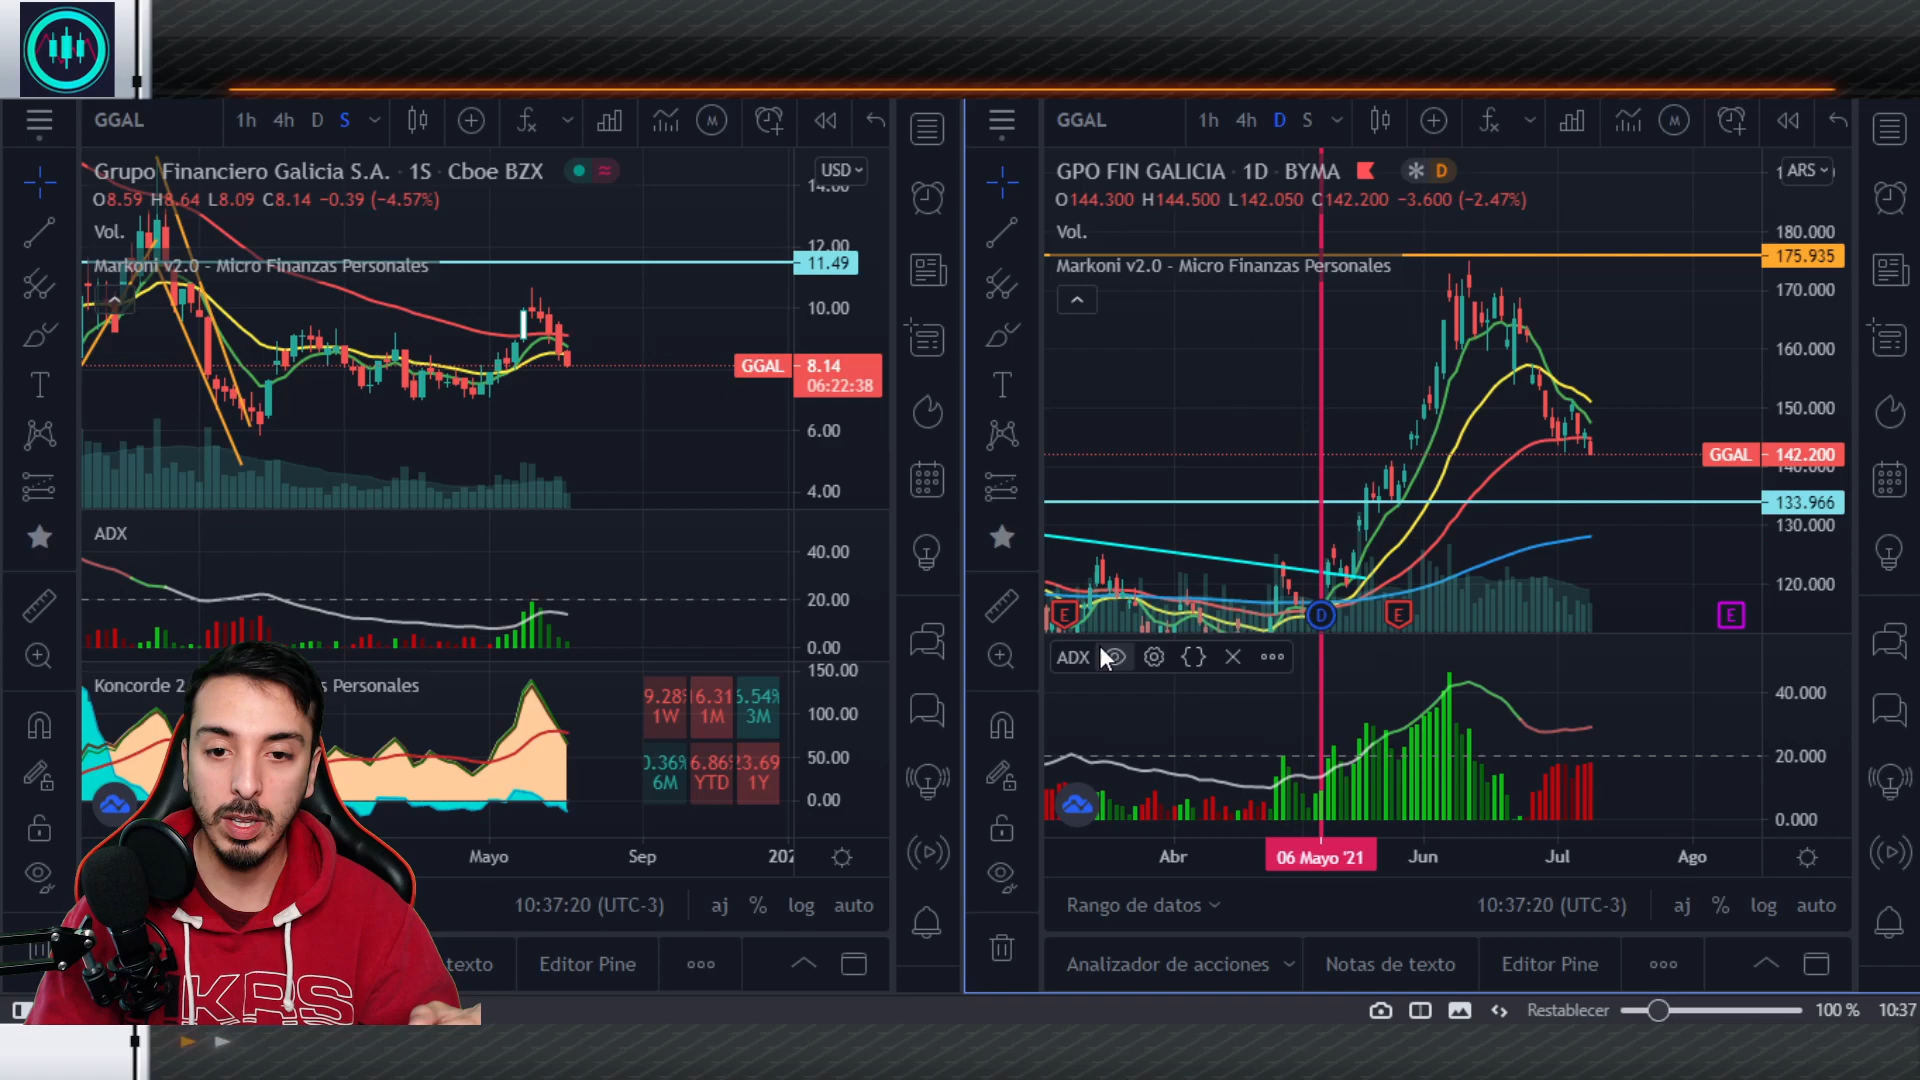 GGAL 1h 4h D S
Grupo Financiero Galicia S.A. · 1S · Cboe BZX
USD
O8.59 H8.64 L8.09 C8.14 −0.39 (−4.57%)
Vol.
Markoni v2.0 - Micro Finanzas Personales
14.00
12.00
11.49
10.00
GGAL 8.14
06:22:38
6.00
4.00
ADX
40.00
20.00
0.00
Koncorde 2
s Personales
150.00
100.00
50.00
0.00
1W 1M 3M
6M YTD 1Y
Mayo Sep
10:37:20 (UTC-3) aj % log auto
texto Editor Pine
GGAL 1h 4h D S
GPO FIN GALICIA · 1D · BYMA
D
ARS
O144.300 H144.500 L142.050 C142.200 −3.600 (−2.47%)
Vol.
Markoni v2.0 - Micro Finanzas Personales
180.000
175.935
170.000
160.000
150.000
GGAL 142.200
140.000
133.966
130.000
120.000
E D E E
ADX
40.000
20.000
0.000
Abr 06 Mayo '21 Jun Jul Ago
Rango de datos 10:37:20 (UTC-3) aj % log auto
Analizador de acciones Notas de texto Editor Pine
Restablecer 100 % 10:37
KRS